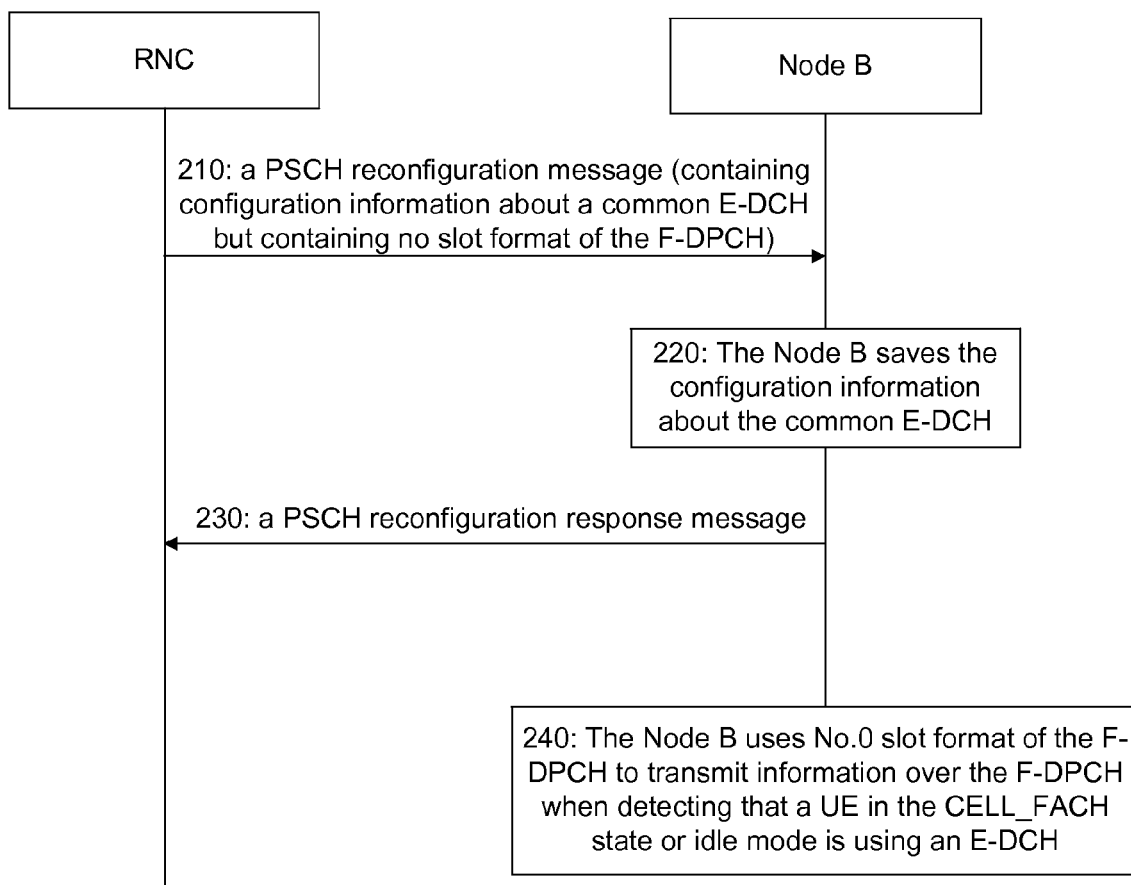 RNC
Node B
210: a PSCH reconfiguration message (containing
configuration information about a common E-DCH
but containing no slot format of the F-DPCH)
220: The Node B saves the
configuration information
about the common E-DCH
230: a PSCH reconfiguration response message
240: The Node B uses No.0 slot format of the F-
DPCH to transmit information over the F-DPCH
when detecting that a UE in the CELL_FACH
state or idle mode is using an E-DCH